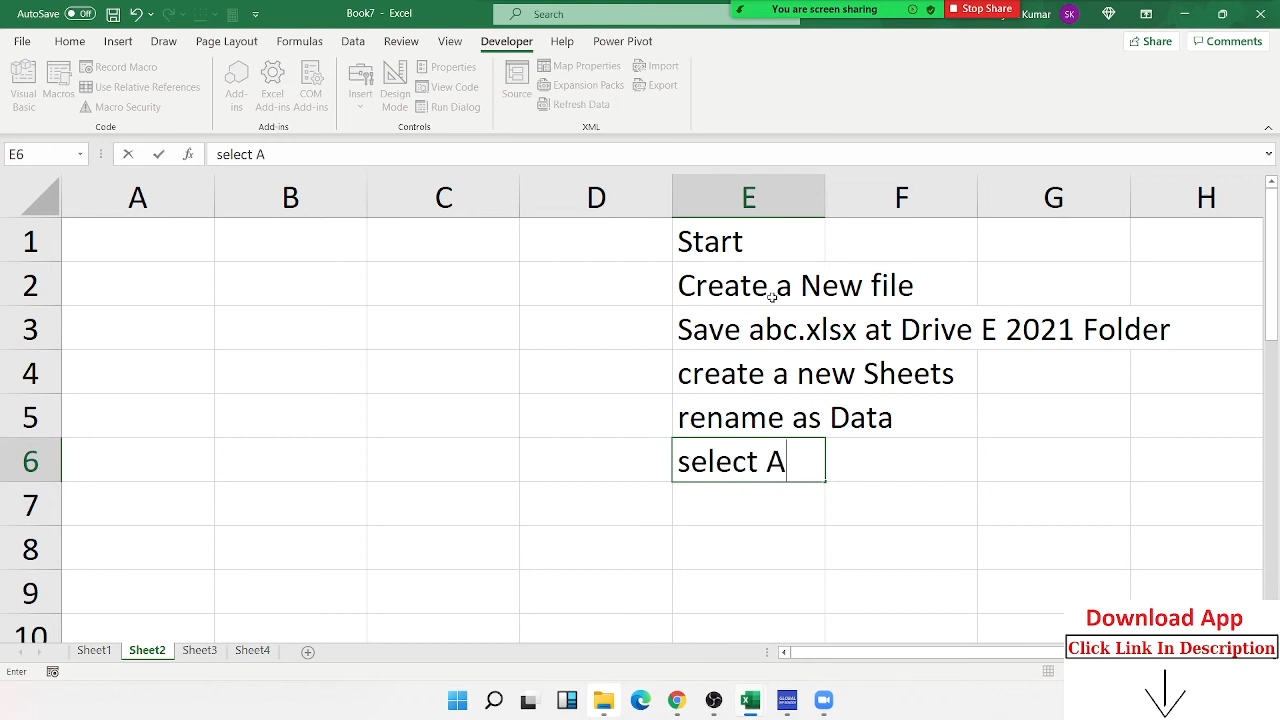 AutoSave Off Book7 - Excel Search You are screen sharing Stop Share Kumar SK
File Home Insert Draw Page Layout Formulas Data Review View Developer Help Power Pivot Share Comments
Visual Basic
Macros
Record Macro
Use Relative References
Macro Security
Code
Add-ins
Excel Add-ins
COM Add-ins
Add-ins
Insert
Design Mode
Properties
View Code
Run Dialog
Controls
Source
Map Properties
Expansion Packs
Refresh Data
Import
Export
XML
E6 fx select A
A B C D E F G H
1 Start
2 Create a New file
3 Save abc.xlsx at Drive E 2021 Folder
4 create a new Sheets
5 rename as Data
6 select A
7
8
9
10
Download App
Click Link In Description
Sheet1 Sheet2 Sheet3 Sheet4
Enter